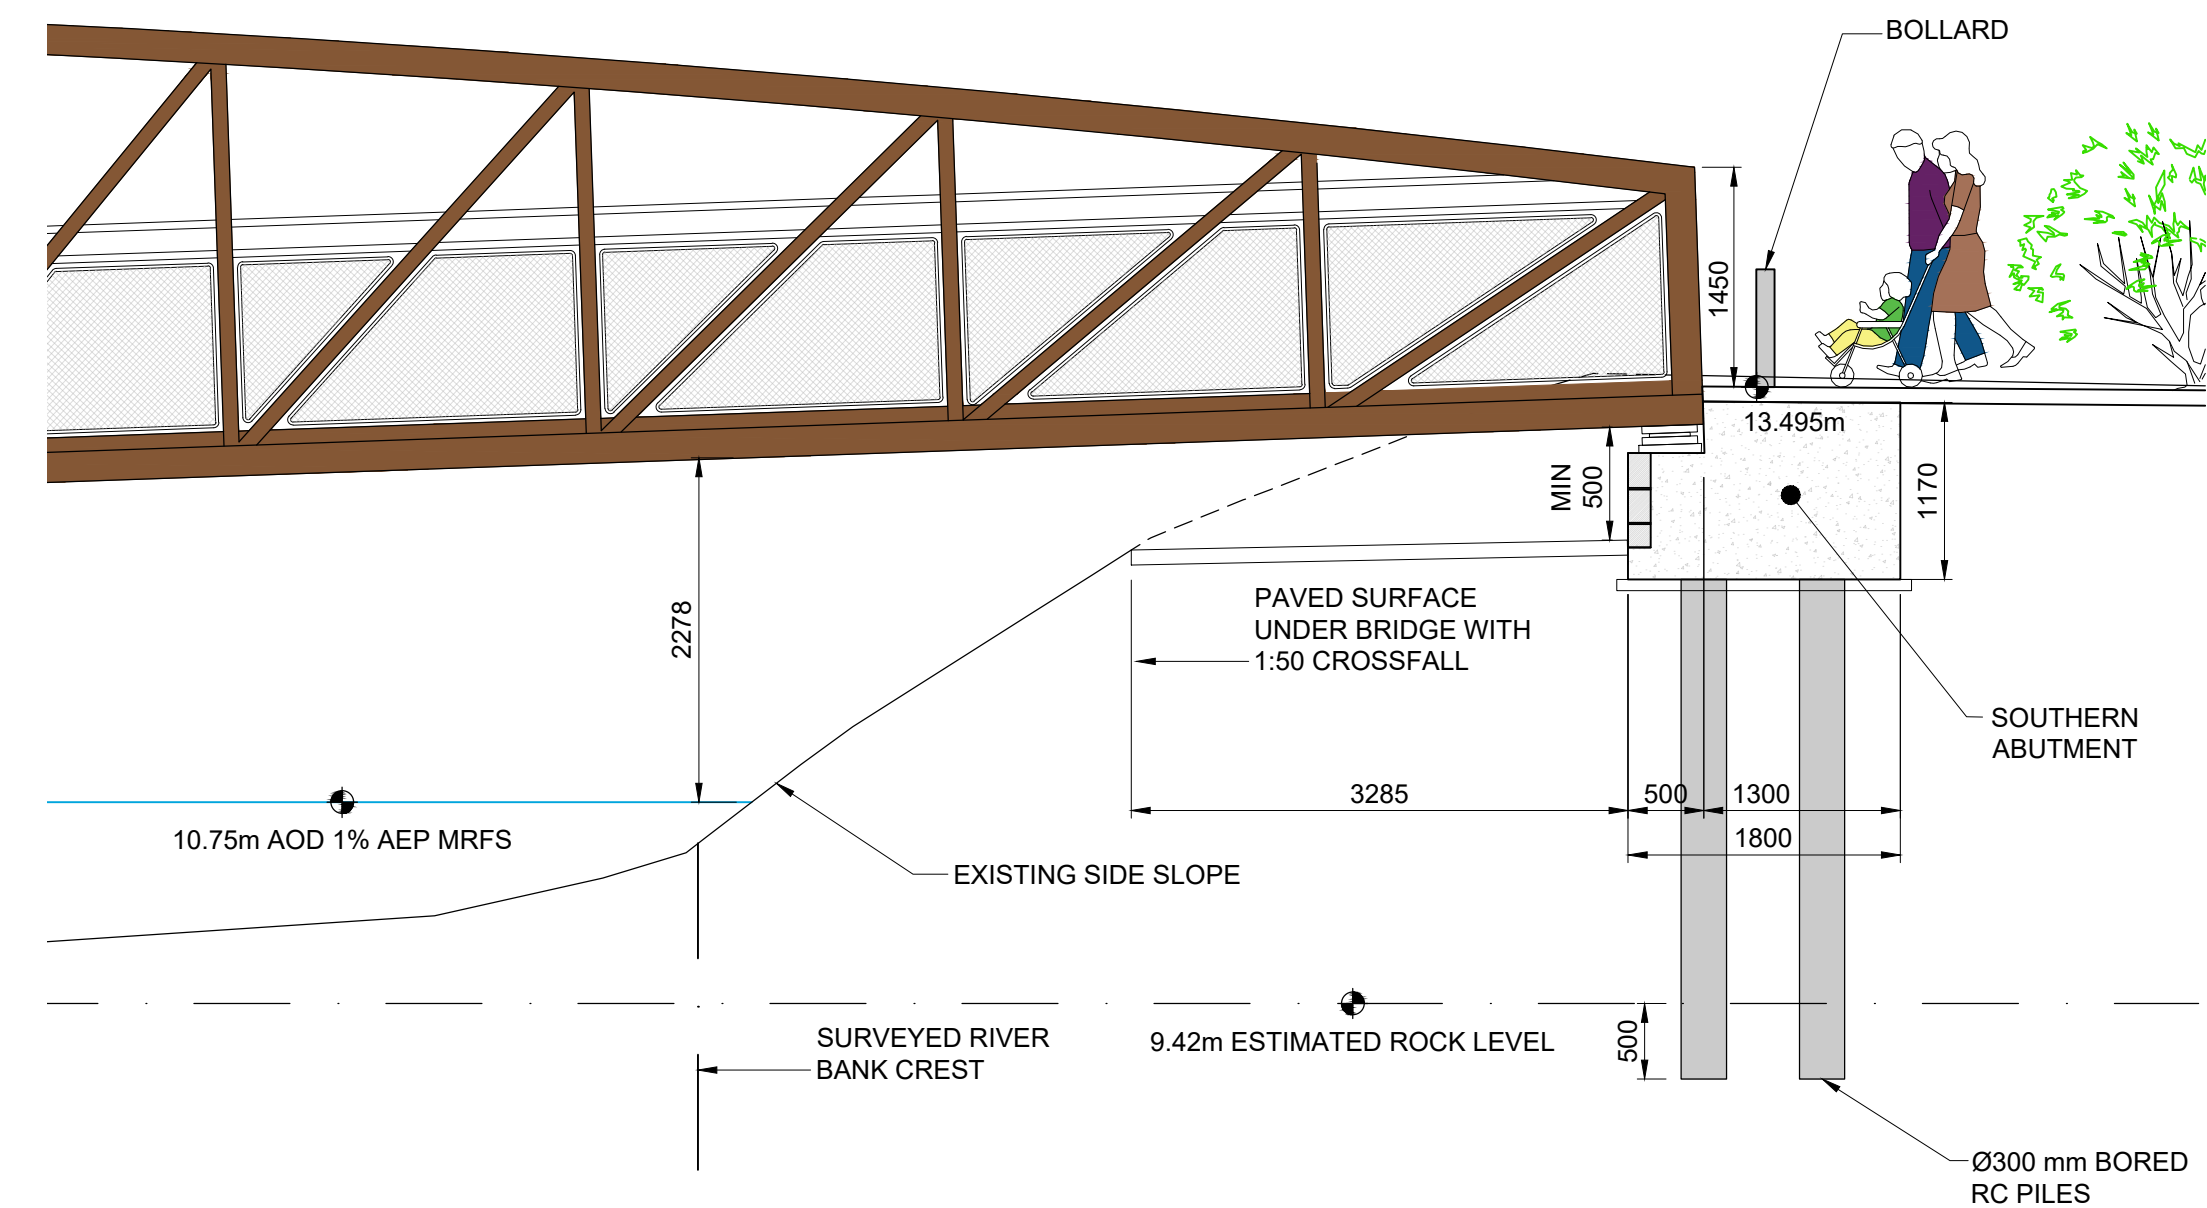 BOLLARD
1450
13.495m
MIN
500
1170
2278
PAVED SURFACE
UNDER BRIDGE WITH
1:50 CROSSFALL
SOUTHERN
ABUTMENT
3285
500
1300
1800
10.75m AOD 1% AEP MRFS
EXISTING SIDE SLOPE
SURVEYED RIVER
BANK CREST
9.42m ESTIMATED ROCK LEVEL
500
Ø300 mm BORED
RC PILES